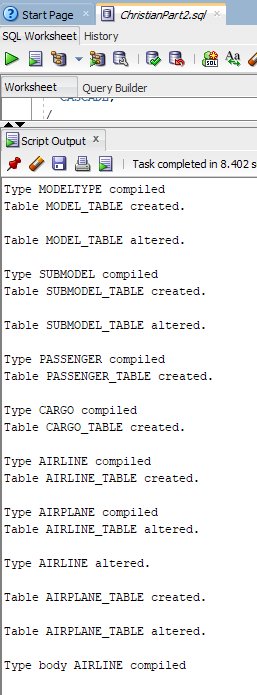 Start Page
ChristianPart2.sql
SQL Worksheet History
Worksheet Query Builder
CASCADE;
/
Script Output
Task completed in 8.402 s
Type MODELTYPE compiled
Table MODEL_TABLE created.
Table MODEL_TABLE altered.
Type SUBMODEL compiled
Table SUBMODEL_TABLE created.
Table SUBMODEL_TABLE altered.
Type PASSENGER compiled
Table PASSENGER_TABLE created.
Type CARGO compiled
Table CARGO_TABLE created.
Type AIRLINE compiled
Table AIRLINE_TABLE created.
Type AIRPLANE compiled
Table AIRLINE_TABLE altered.
Type AIRLINE altered.
Table AIRPLANE_TABLE created.
Table AIRPLANE_TABLE altered.
Type body AIRLINE compiled